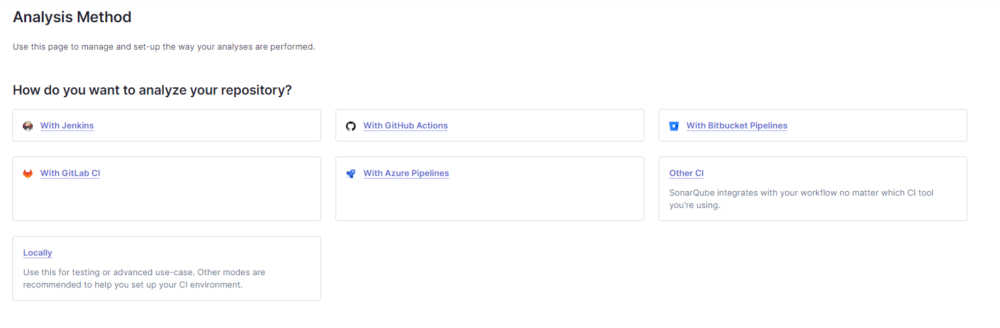 Analysis Method
Use this page to manage and set-up the way your analyses are performed.
How do you want to analyze your repository?
With Jenkins
With GitHub Actions
With Bitbucket Pipelines
With GitLab CI
With Azure Pipelines
Other CI
SonarQube integrates with your workflow no matter which CI tool
you're using.
Locally
Use this for testing or advanced use-case. Other modes are
recommended to help you set up your CI environment.